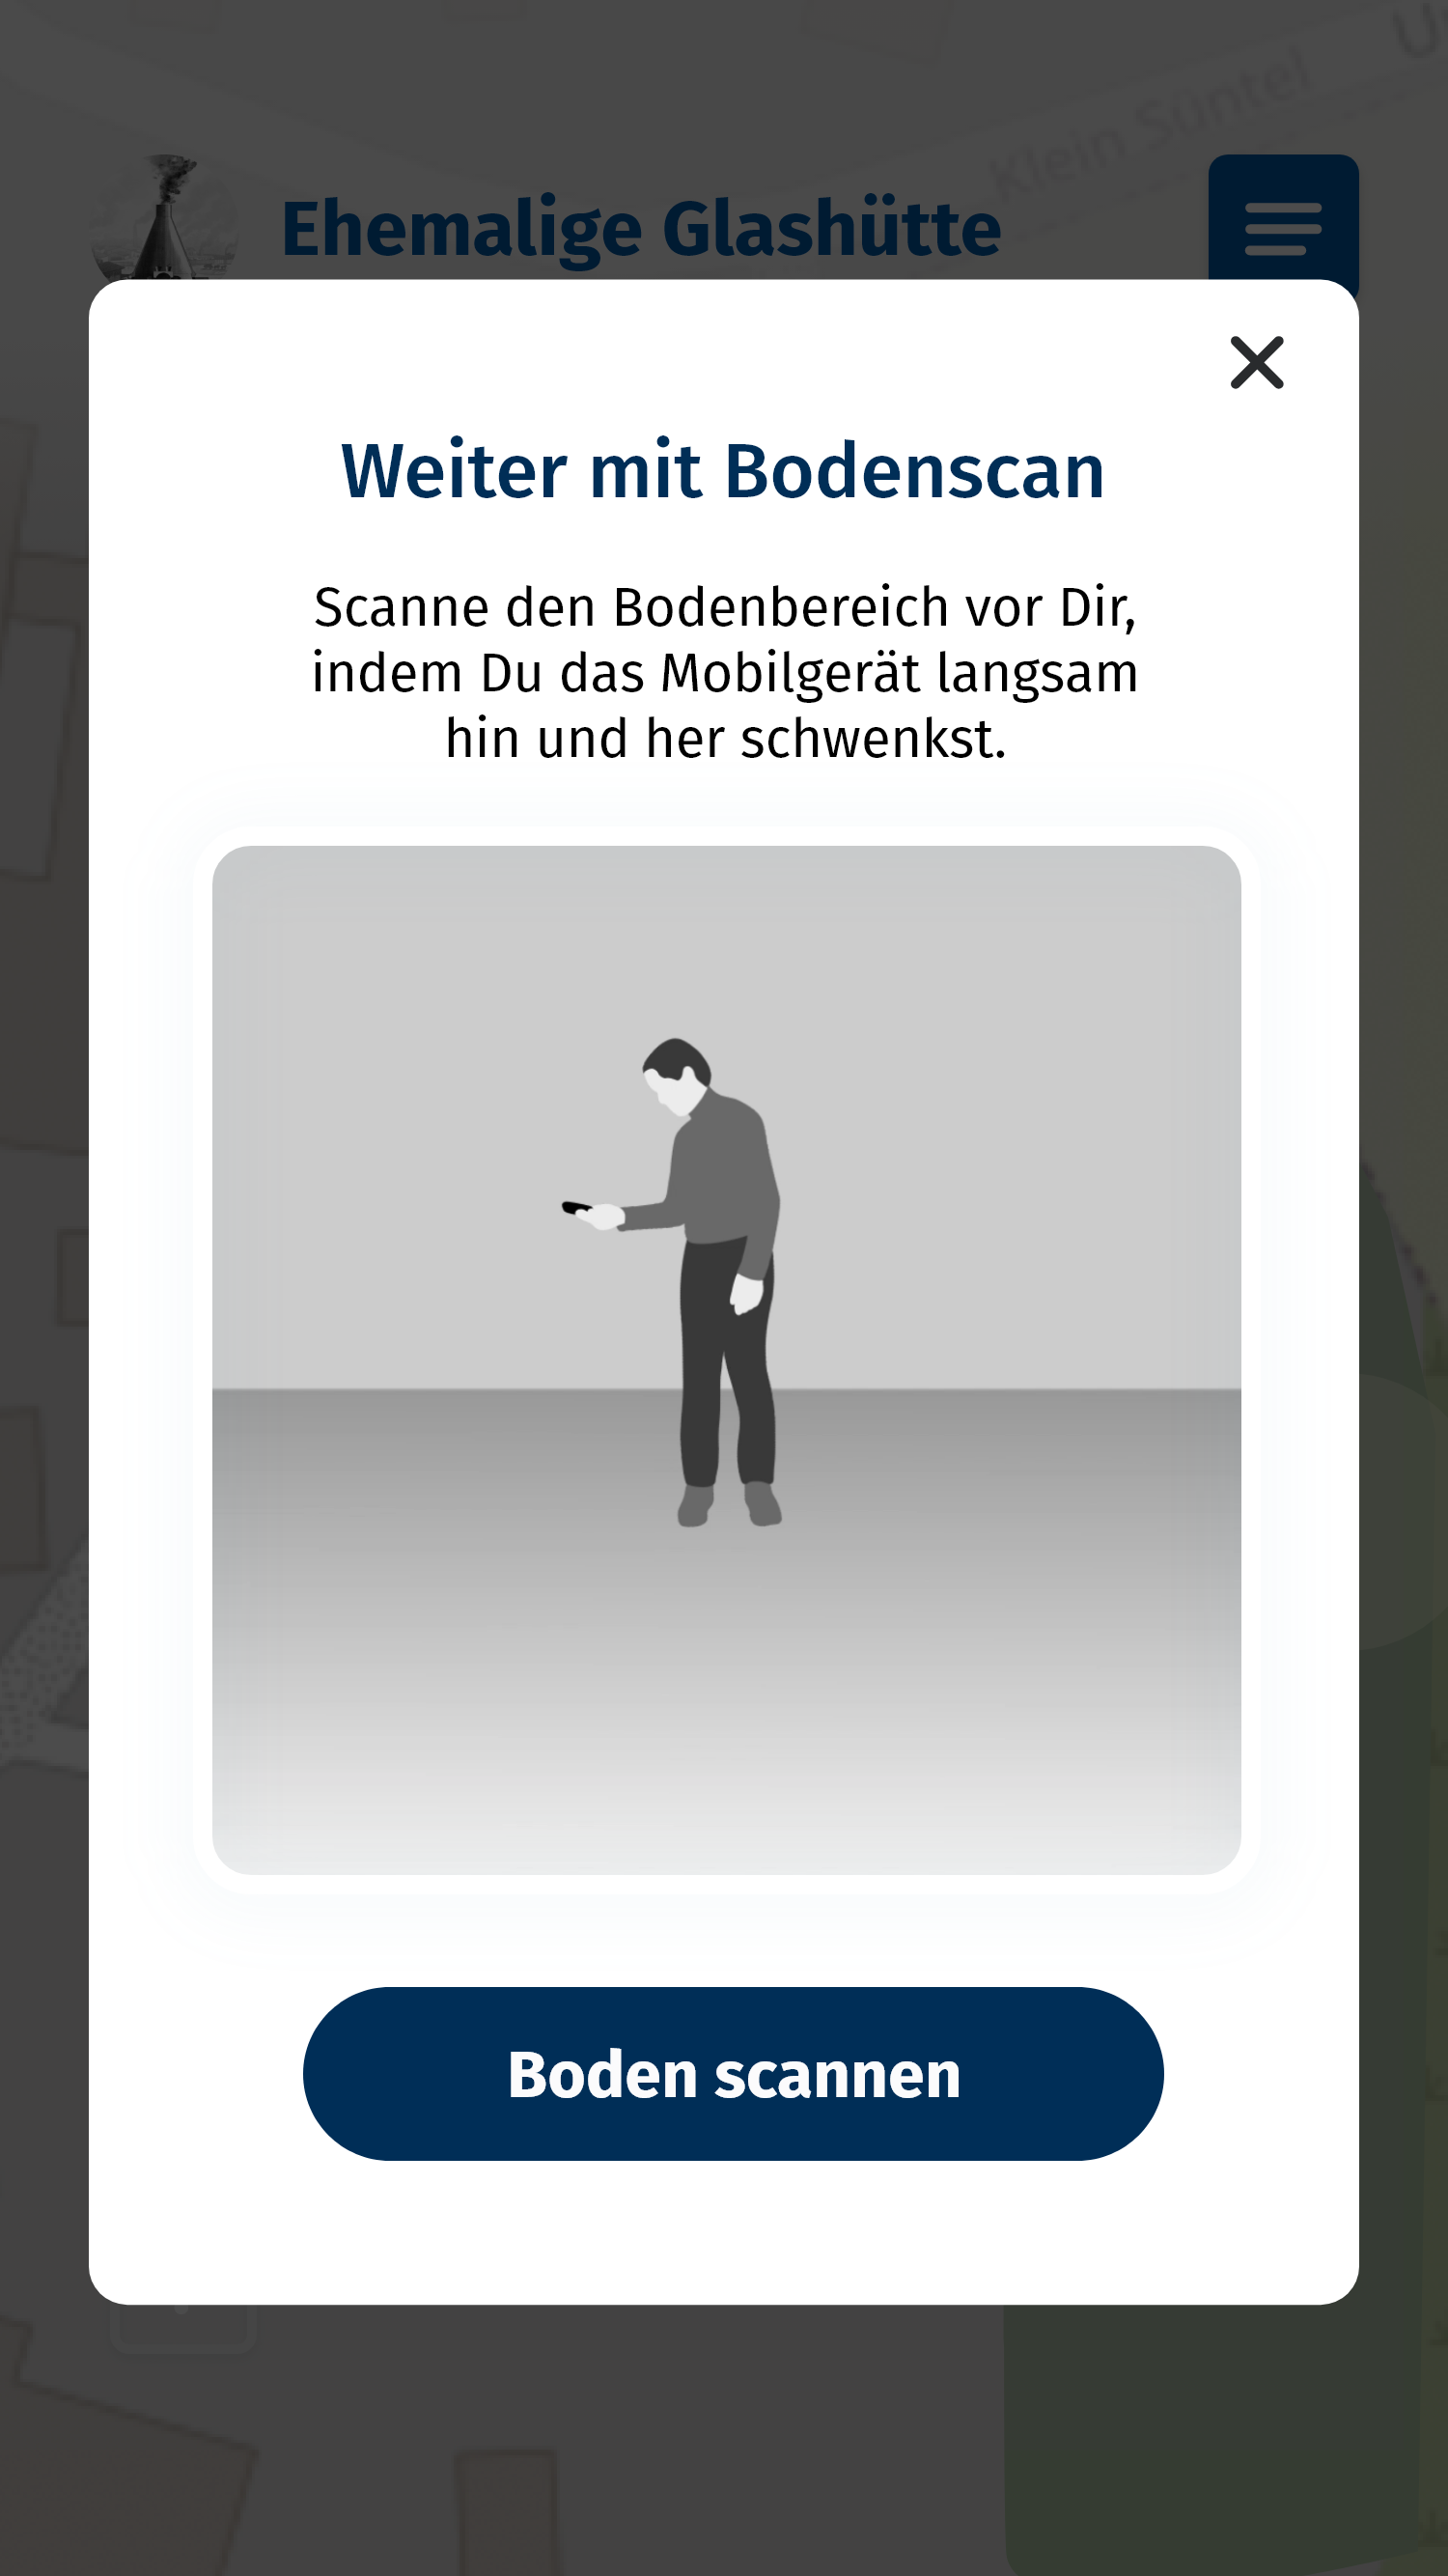 Klein Süntel
Ehemalige Glashütte
Weiter mit Bodenscan
Scanne den Bodenbereich vor Dir,
indem Du das Mobilgerät langsam
hin und her schwenkst.
Boden scannen